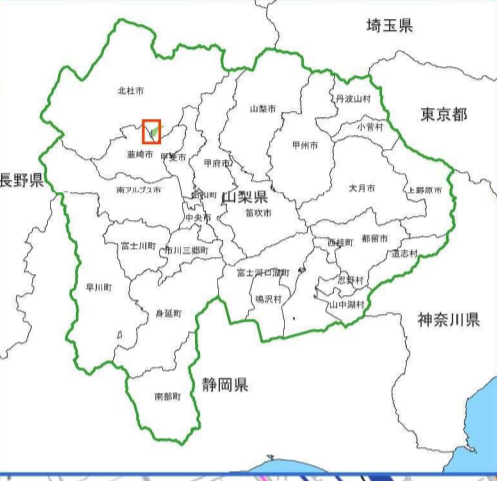 埼玉県
北杜市
丹波山村
山梨市
東京都
小菅村
甲州市
韮崎市
甲斐市
甲府市
長野県
大月市
上野原市
南アルプス市
昭和町
山梨県
笛吹市
中央市
富士川町
市川三郷町
西桂町
都留市
道志村
富士河口湖町
忍野村
早川町
鳴沢村
山中湖村
身延町
神奈川県
静岡県
南部町